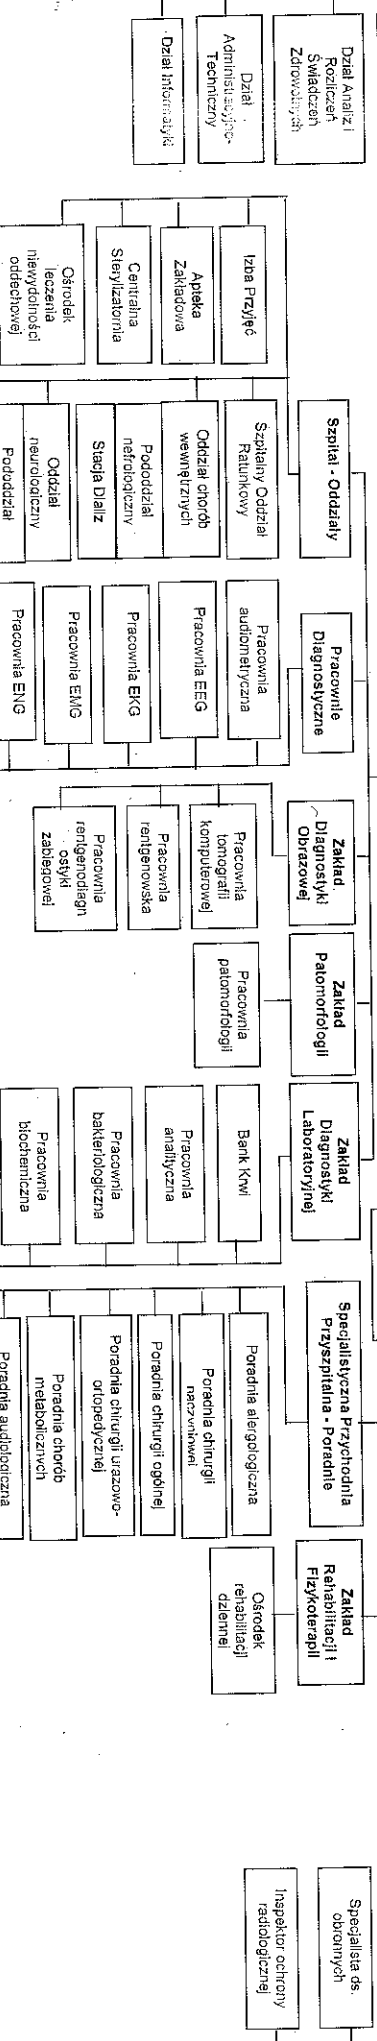 Dział Analiz i
Rozliczeń
Świadczeń
Zdrowotnych
Dział
Administracyjno-
Techniczny
Dział Informatyki
Szpital - Oddziały
Izba Przyjęć
Apteka
Zakładowa
Centralna
Sterylizatornia
Ośrodek
leczenia
niewydolności
oddechowej
Szpitalny Oddział
Ratunkowy
Oddział chorób
wewnętrznych
Pododdział
nefrologiczny
Stacja Dializ
Oddział
neurologiczny
Pododdział
Pracownie
Diagnostyczne
Pracownia
audiometryczna
Pracownia EEG
Pracownia EKG
Pracownia EMG
Pracownia ENG
Zakład
Diagnostyki
Obrazowej
Pracownia
tomografii
komputerowej
Pracownia
rentgenowska
Pracownia
rentgenodiagn
ostyki
zabiegowej
Zakład
Patomorfologii
Pracownia
patomorfologii
Zakład
Diagnostyki
Laboratoryjnej
Bank Krwi
Pracownia
analityczna
Pracownia
bakteriologiczna
Pracownia
biochemiczna
Specjalistyczna Przychodnia
Przyszpitalna - Poradnie
Poradnia alergologiczna
Poradnia chirurgii
naczyniowej
Poradnia chirurgii ogólnej
Poradnia chirurgii urazowo-
ortopedycznej
Poradnia chorób
metabolicznych
Poradnia audiologiczna
Zakład
Rehabilitacji i
Fizykoterapii
Ośrodek
rehabilitacji
dziennej
Specjalista ds.
obronnych
Inspektor ochrony
radiologicznej